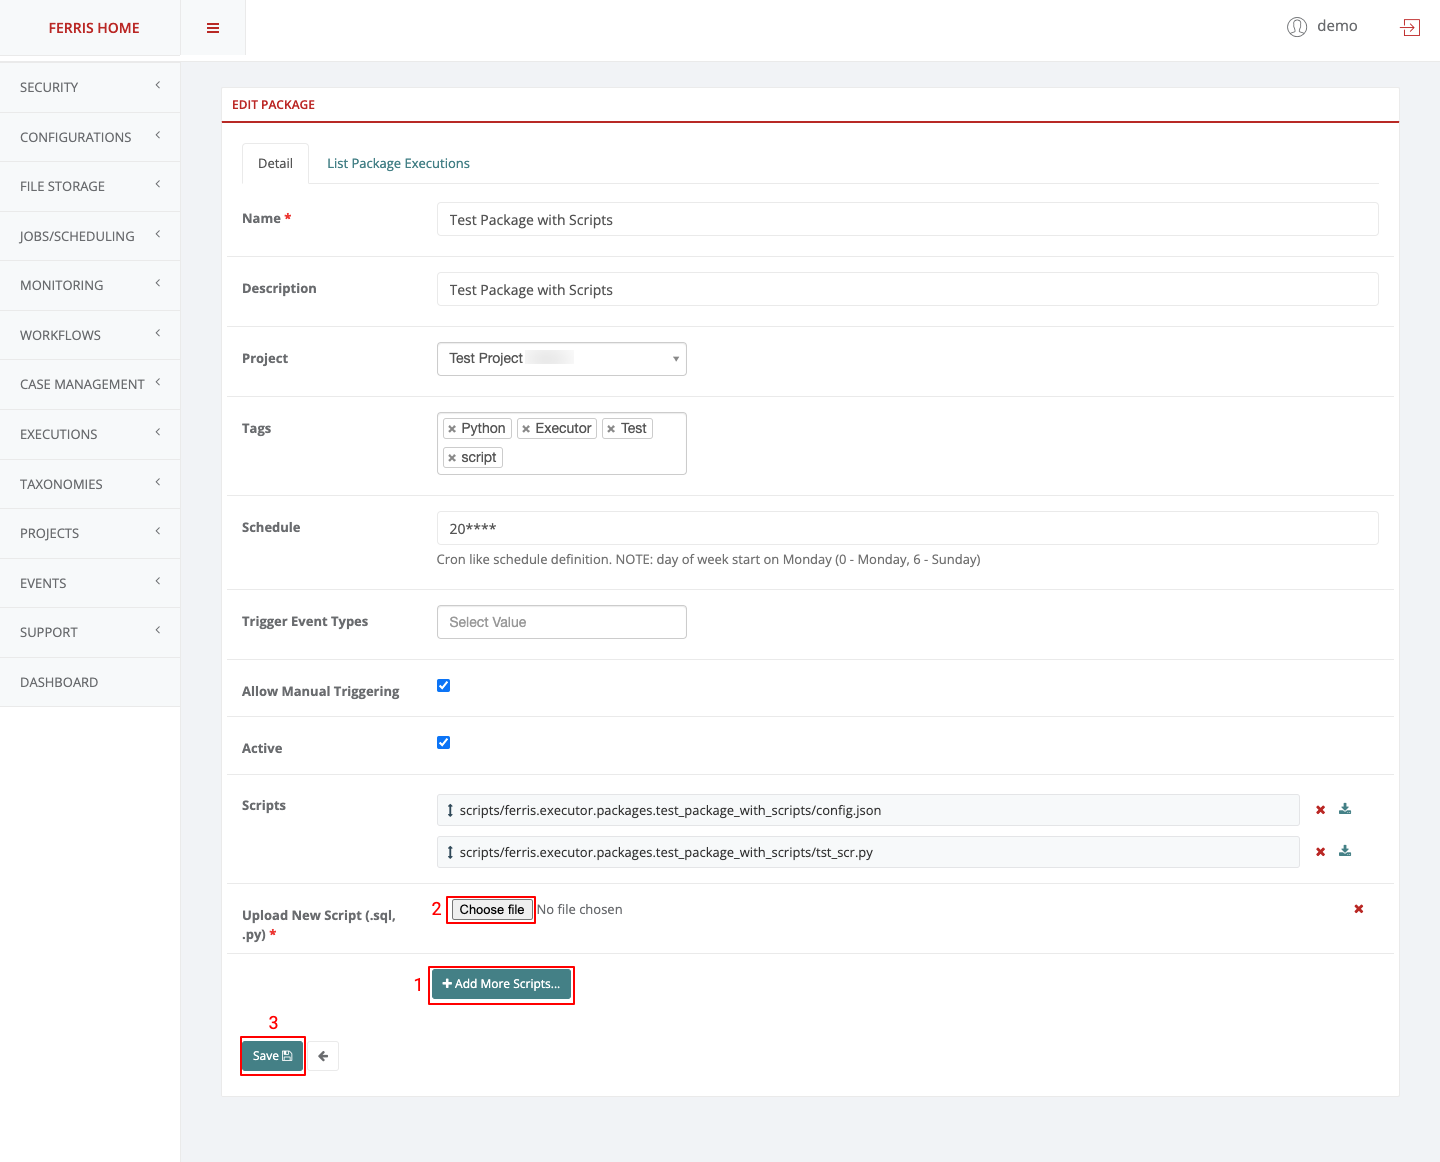 FERRIS HOME
demo
SECURITY
CONFIGURATIONS
FILE STORAGE
JOBS/SCHEDULING
MONITORING
WORKFLOWS
CASE MANAGEMENT
EXECUTIONS
TAXONOMIES
PROJECTS
EVENTS
SUPPORT
DASHBOARD
EDIT PACKAGE
Detail List Package Executions
Name * Test Package with Scripts
Description Test Package with Scripts
Project Test Project
Tags × Python × Executor × Test
× script
Schedule 20****
Cron like schedule definition. NOTE: day of week start on Monday (0 - Monday, 6 - Sunday)
Trigger Event Types Select Value
Allow Manual Triggering
Active
Scripts scripts/ferris.executor.packages.test_package_with_scripts/config.json
scripts/ferris.executor.packages.test_package_with_scripts/tst_scr.py
Upload New Script (.sql, 2 Choose file No file chosen
.py) *
1 + Add More Scripts...
3
Save